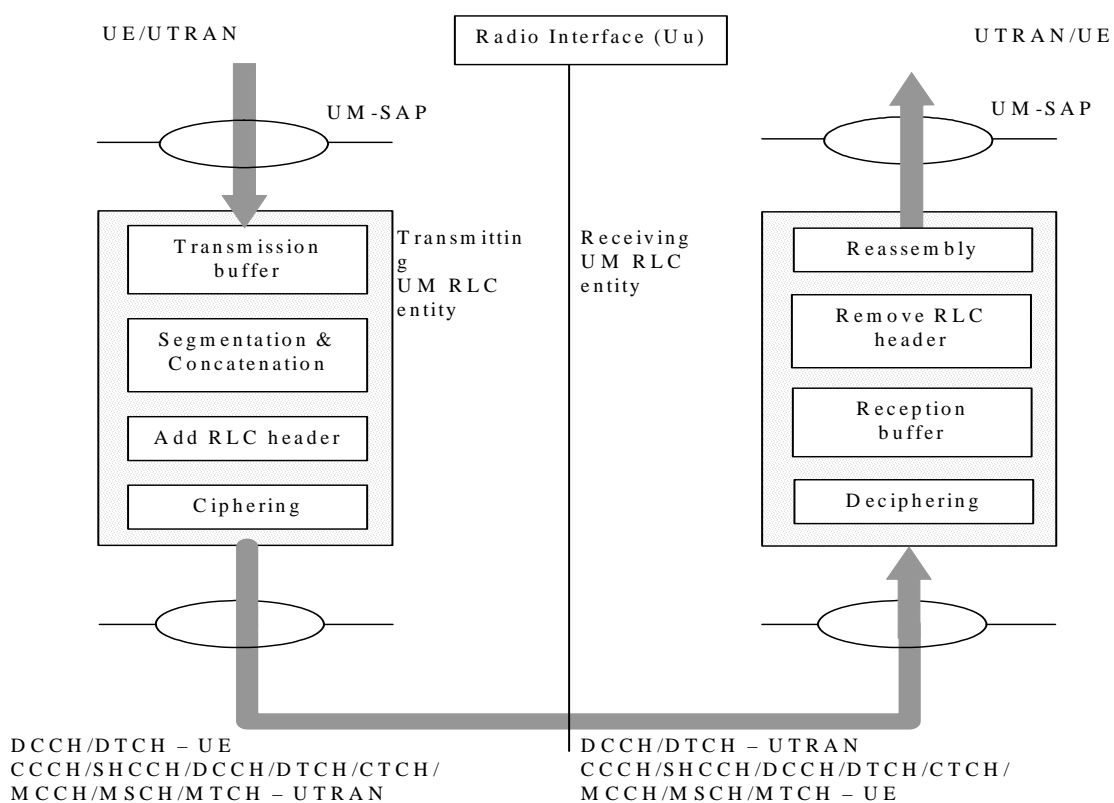 UE/UTRAN
Radio Interface (Uu)
UTRAN/UE
UM-SAP
UM-SAP
Transmission
buffer
Segmentation &
Concatenation
Add RLC header
Ciphering
Transmittin
g
UM RLC
entity
Receiving
UM RLC
entity
Reassembly
Remove RLC
header
Reception
buffer
Deciphering
DCCH/DTCH – UE
CCCH/SHCCH/DCCH/DTCH/CTCH/
MCCH/MSCH/MTCH – UTRAN
DCCH/DTCH – UTRAN
CCCH/SHCCH/DCCH/DTCH/CTCH/
MCCH/MSCH/MTCH – UE